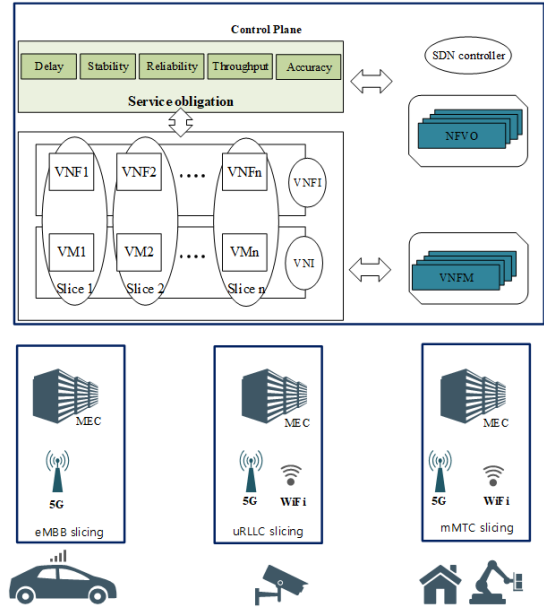 Control Plane
Delay Stability Reliability Throughput Accuracy
Service obligation
SDN controller
NFVO
VNF1 VNF2 .... VNFn VNFI
VM1 VM2 .... VMn VNI
Slice 1 Slice 2 Slice n
VNFM
MEC MEC MEC
5G 5G WiFi 5G WiFi
eMBB slicing uRLLC slicing mMTC slicing